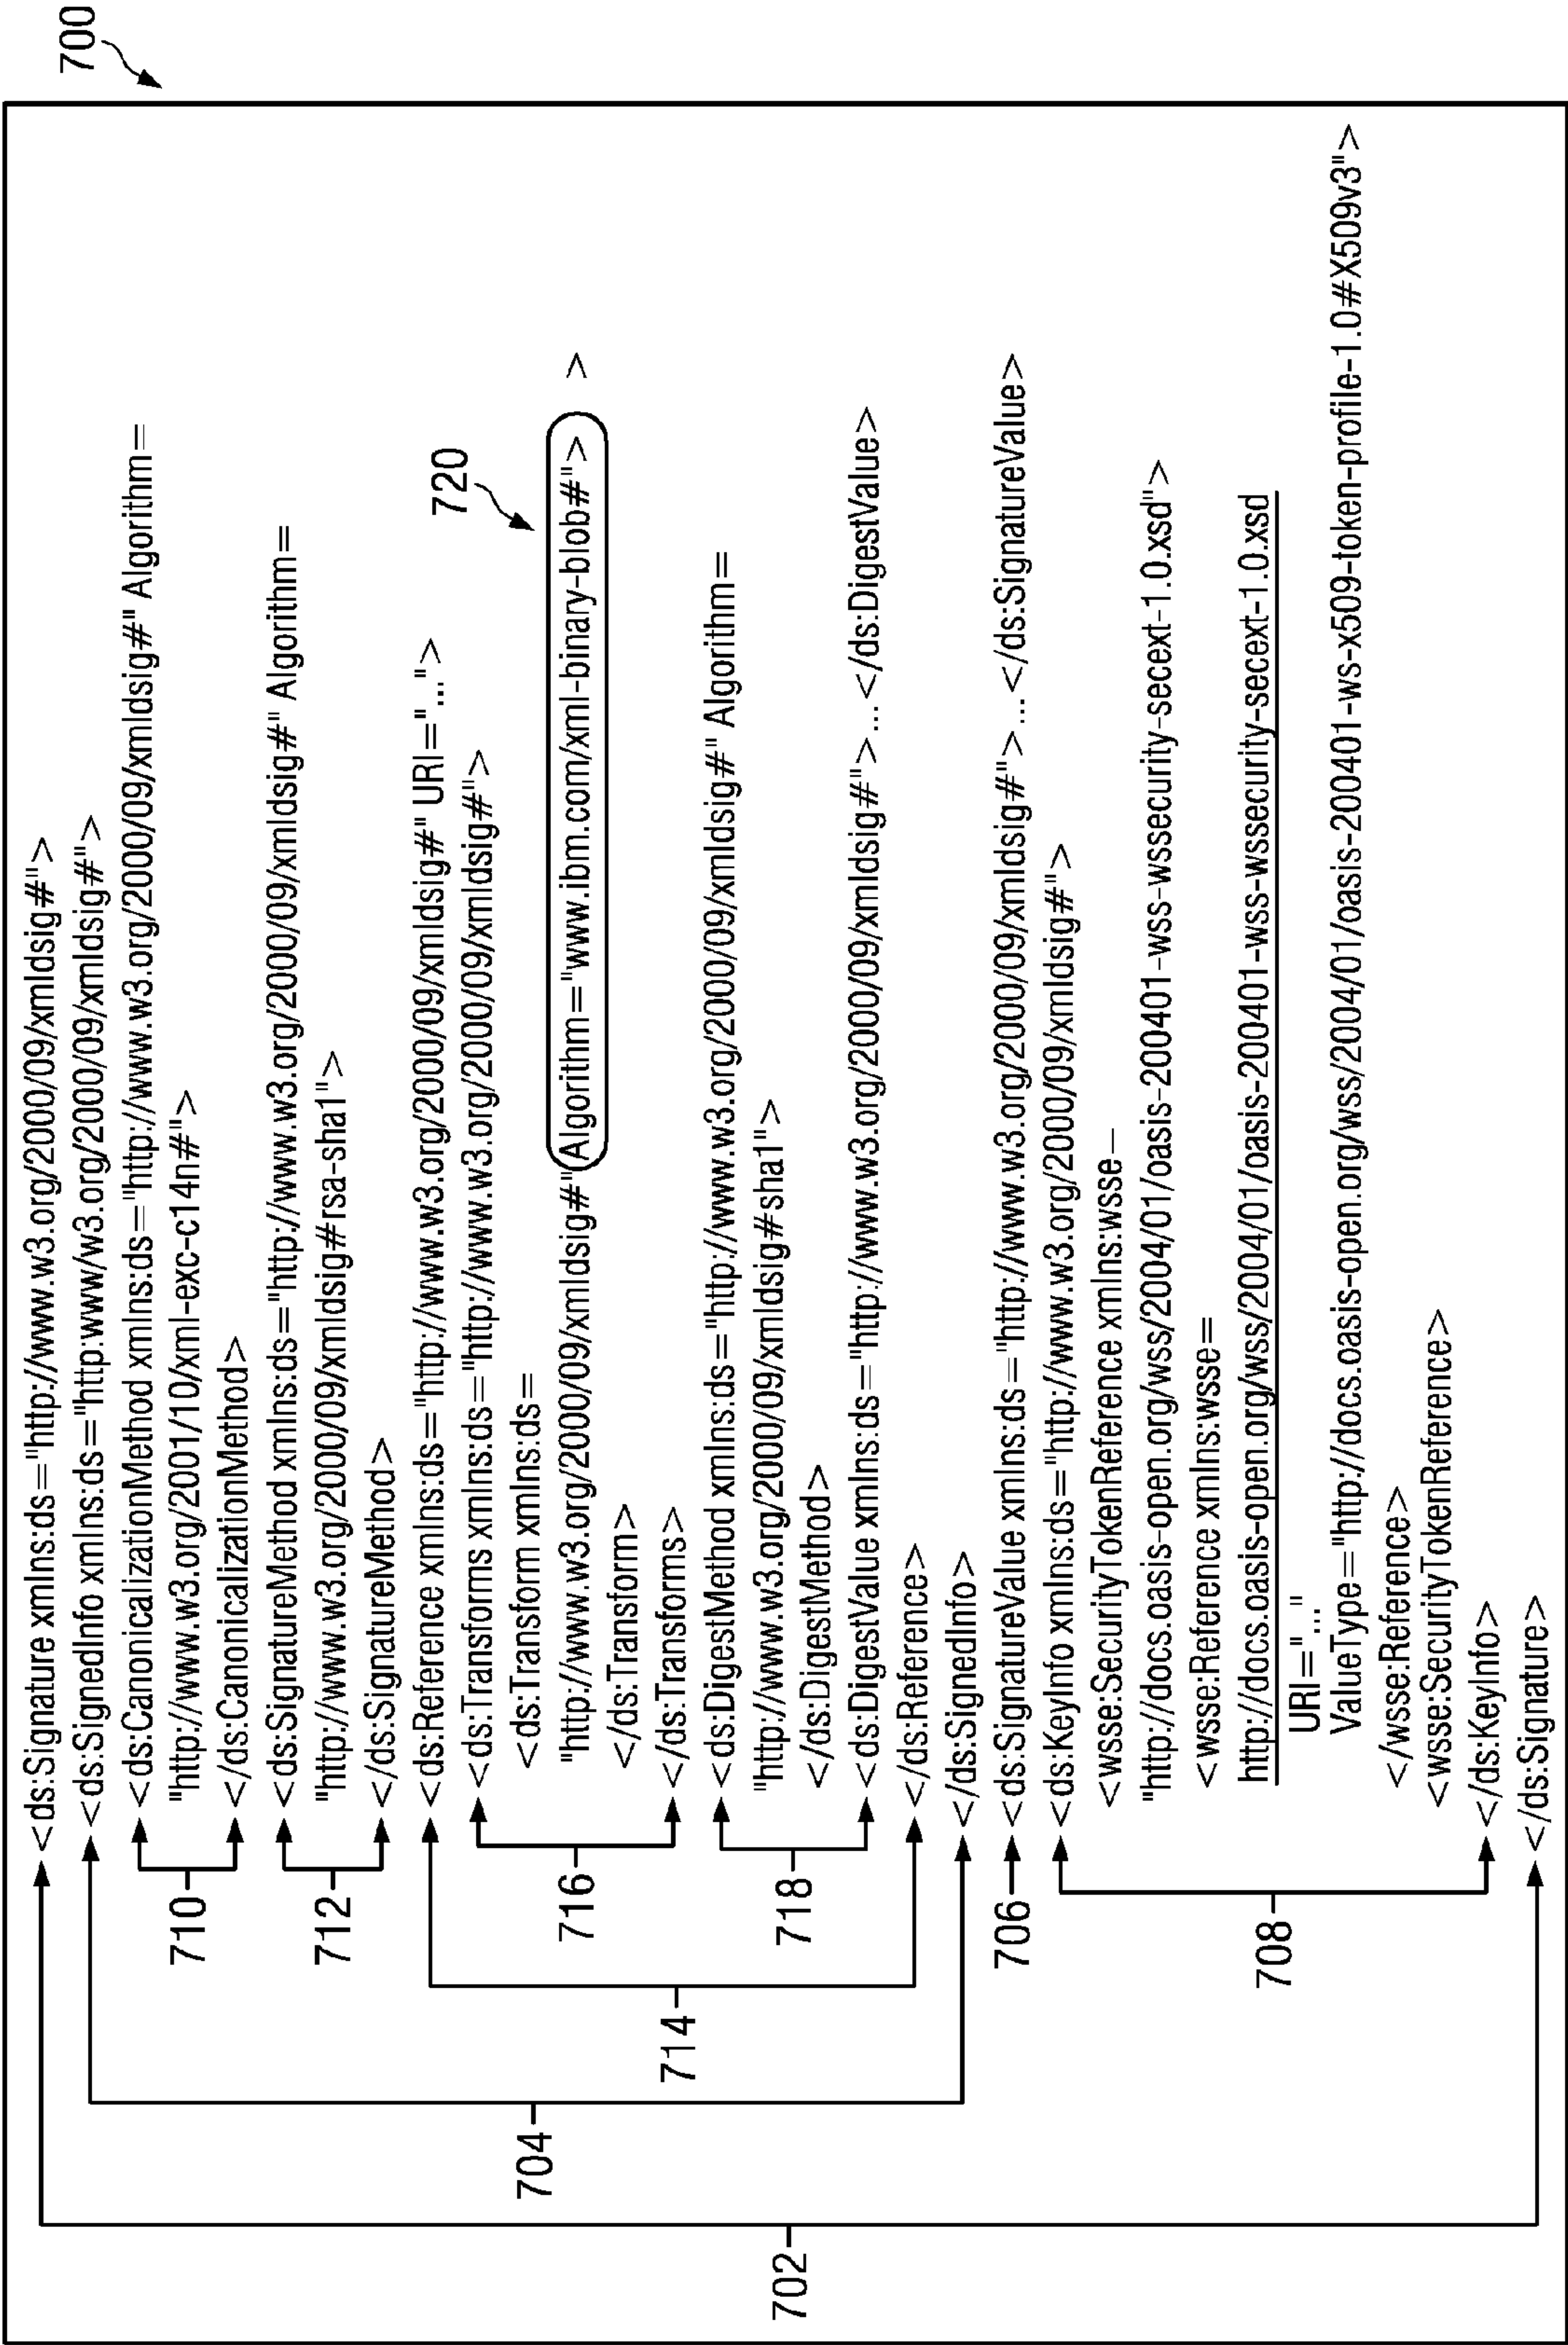 700
<ds:Signature xmlns:ds="http://www.w3.org/2000/09/xmldsig#">
<ds:SignedInfo xmlns:ds="http:www/w3.org/2000/09/xmldsig#">
<ds:CanonicalizationMethod xmlns:ds="http://www.w3.org/2000/09/xmldsig#" Algorithm=
"http://www.w3.org/2001/10/xml-exc-c14n#">
710
</ds:CanonicalizationMethod>
<ds:SignatureMethod xmlns:ds="http://www.w3.org/2000/09/xmldsig#" Algorithm=
712
"http://www.w3.org/2000/09/xmldsig#rsa-sha1">
</ds:SignatureMethod>
<ds:Reference xmlns:ds="http://www.w3.org/2000/09/xmldsig#" URI="...">
<ds:Transforms xmlns:ds="http://www.w3.org/2000/09/xmldsig#">
720
<ds:Transform xmlns:ds=
716
"http://www.w3.org/2000/09/xmldsig#" Algorithm="www.ibm.com/xml-binary-blob#"> >
</ds:Transform>
</ds:Transforms>
714
704
<ds:DigestMethod xmlns:ds="http://www.w3.org/2000/09/xmldsig#" Algorithm=
718
"http://www.w3.org/2000/09/xmldsig#sha1">
</ds:DigestMethod>
<ds:DigestValue xmlns:ds="http://www.w3.org/2000/09/xmldsig#">... </ds:DigestValue>
</ds:Reference>
</ds:SignedInfo>
702
706
<ds:SignatureValue xmlns:ds="http://www.w3.org/2000/09/xmldsig#">... </ds:SignatureValue>
<ds:KeyInfo xmlns:ds="http://www.w3.org/2000/09/xmldsig#">
<wsse:SecurityTokenReference xmlns:wsse—
"http://docs.oasis-open.org/wss/2004/01/oasis-200401-wss-wssecurity-secext-1.0.xsd">
<wsse:Reference xmlns:wsse=
http://docs.oasis-open.org/wss/2004/01/oasis-200401-wss-wssecurity-secext-1.0.xsd
708
URI="... "
ValueType="http://docs.oasis-open.org/wss/2004/01/oasis-200401-ws-x509-token-profile-1.0#X509v3">
</wsse:Reference>
<wsse:SecurityTokenReference>
</ds:KeyInfo>
</ds:Signature>